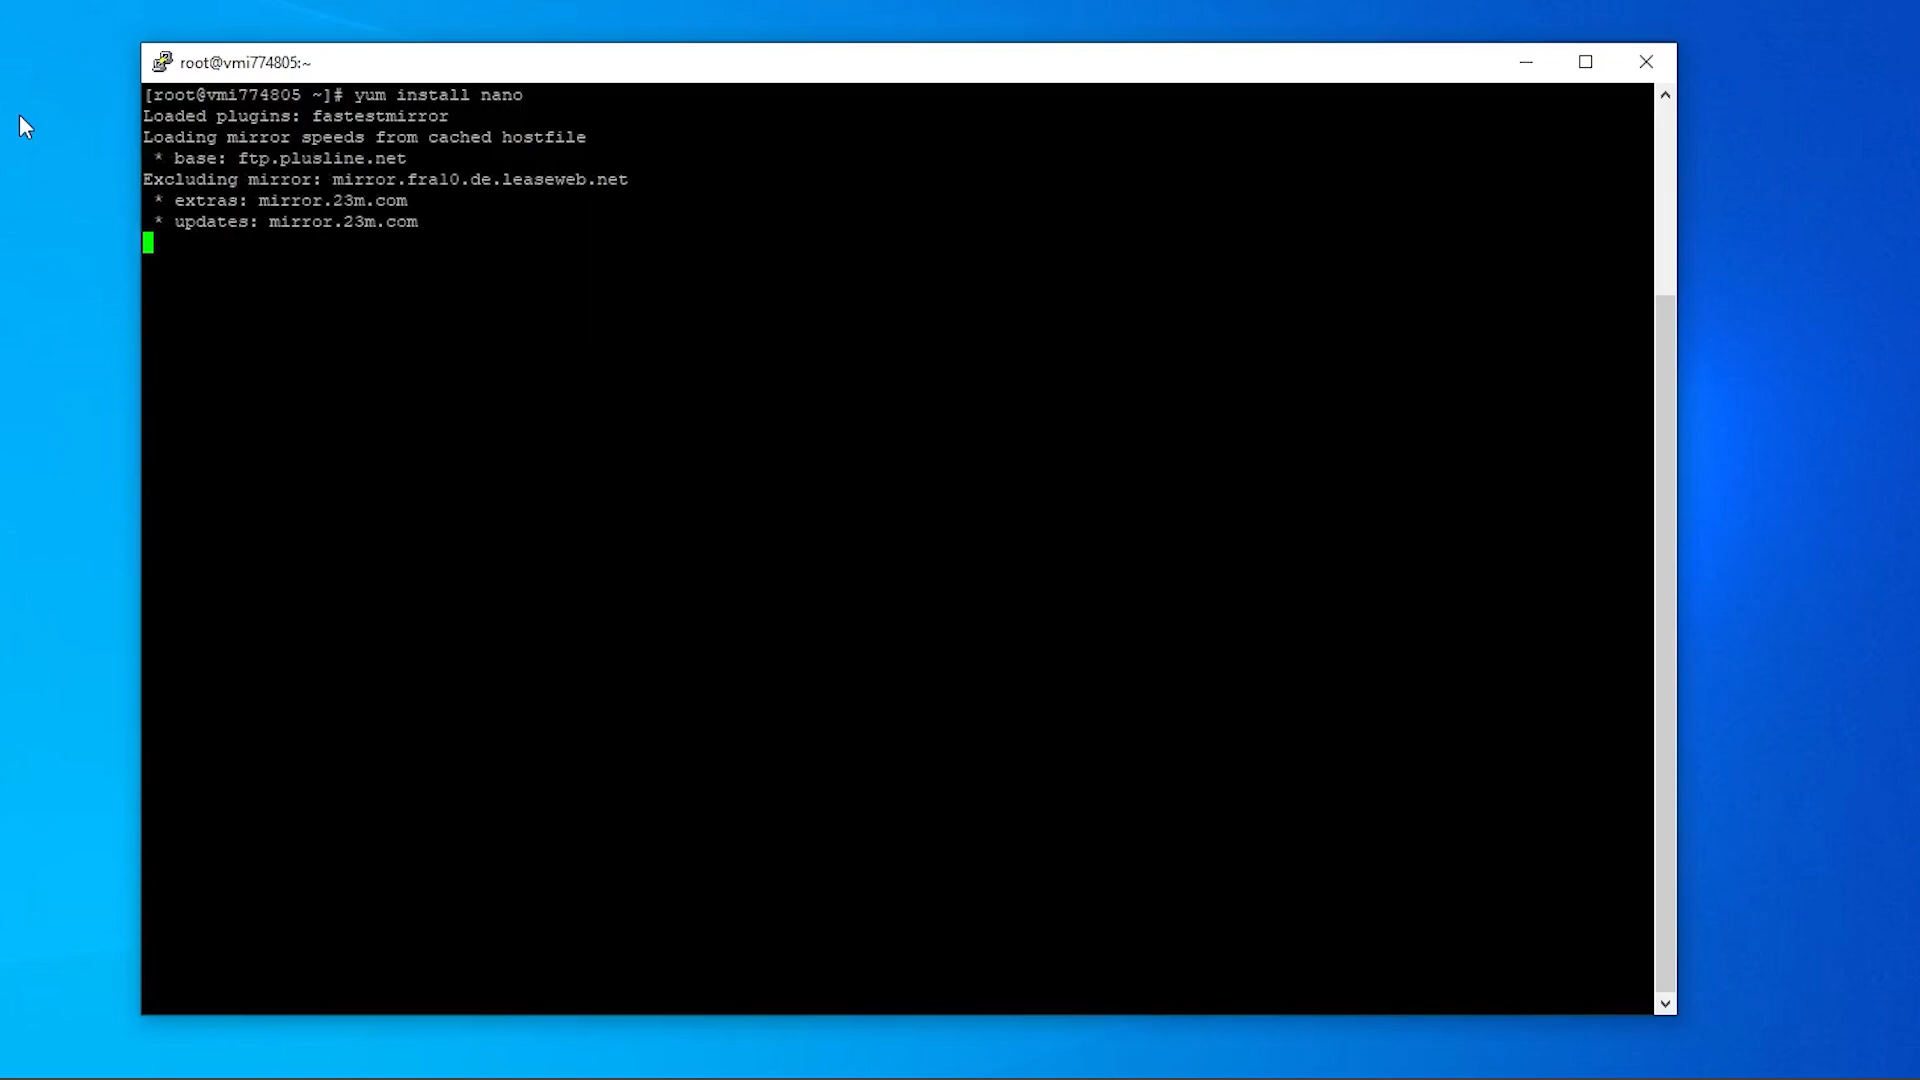 root@vmi774805:~
[root@vmi774805 ~]# yum install nano
Loaded plugins: fastestmirror
Loading mirror speeds from cached hostfile
 * base: ftp.plusline.net
Excluding mirror: mirror.fra10.de.leaseweb.net
 * extras: mirror.23m.com
 * updates: mirror.23m.com